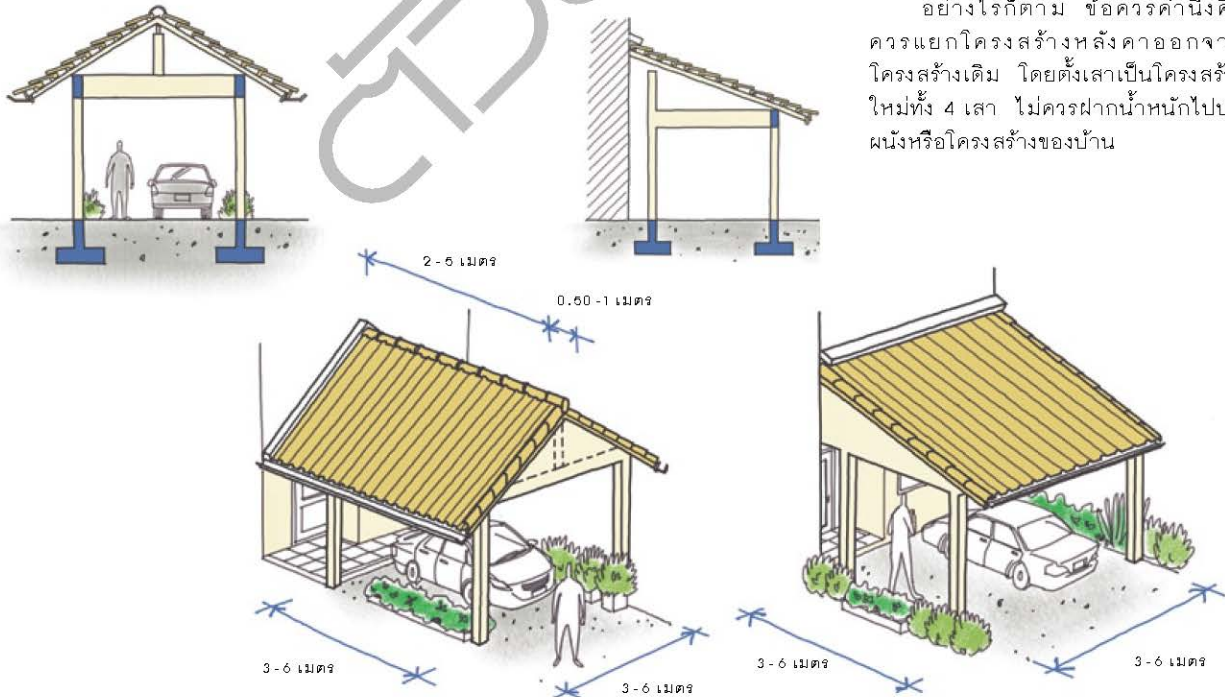 อย่างไรก็ตาม ข้อควรคำนึงคื
ควรแยกโครงสร้างหลังคาออกจา
โครงสร้างเดิม โดยตั้งเสาเป็นโครงสร้
ใหม่ทั้ง 4 เสา ไม่ควรฝากน้ำหนักไปบ
ผนังหรือโครงสร้างของบ้าน
2-5 เมตร
0.50-1 เมตร
3-6 เมตร
3-6 เมตร
3-6 เมตร
3-6 เมตร